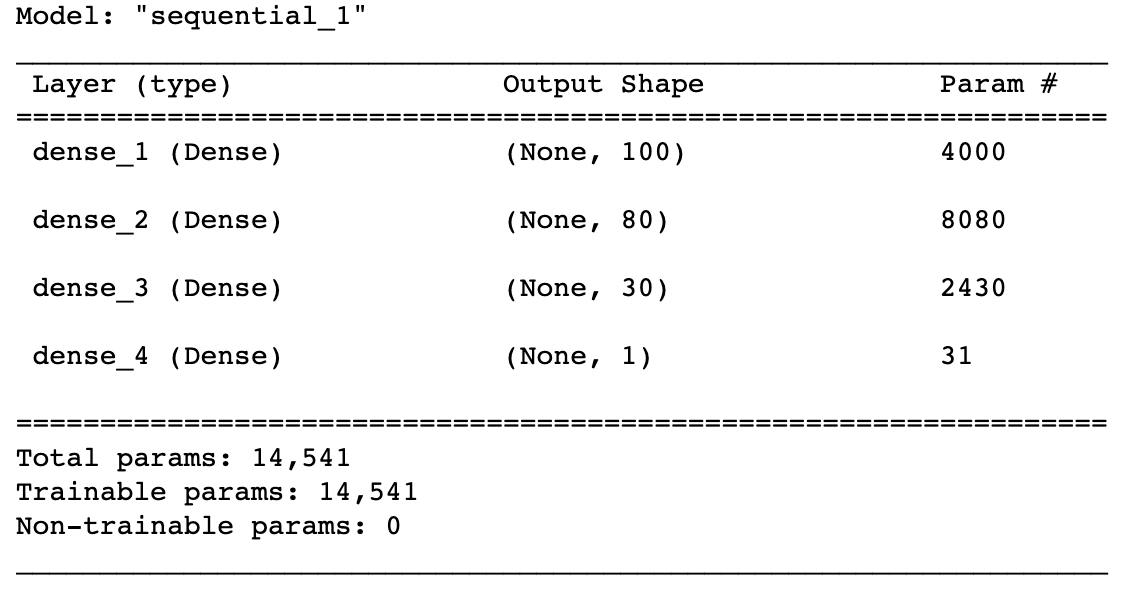 Model: "sequential_1"
Layer (type) Output Shape Param #
dense_1 (Dense) (None, 100) 4000
dense_2 (Dense) (None, 80) 8080
dense_3 (Dense) (None, 30) 2430
dense_4 (Dense) (None, 1) 31
Total params: 14,541
Trainable params: 14,541
Non-trainable params: 0